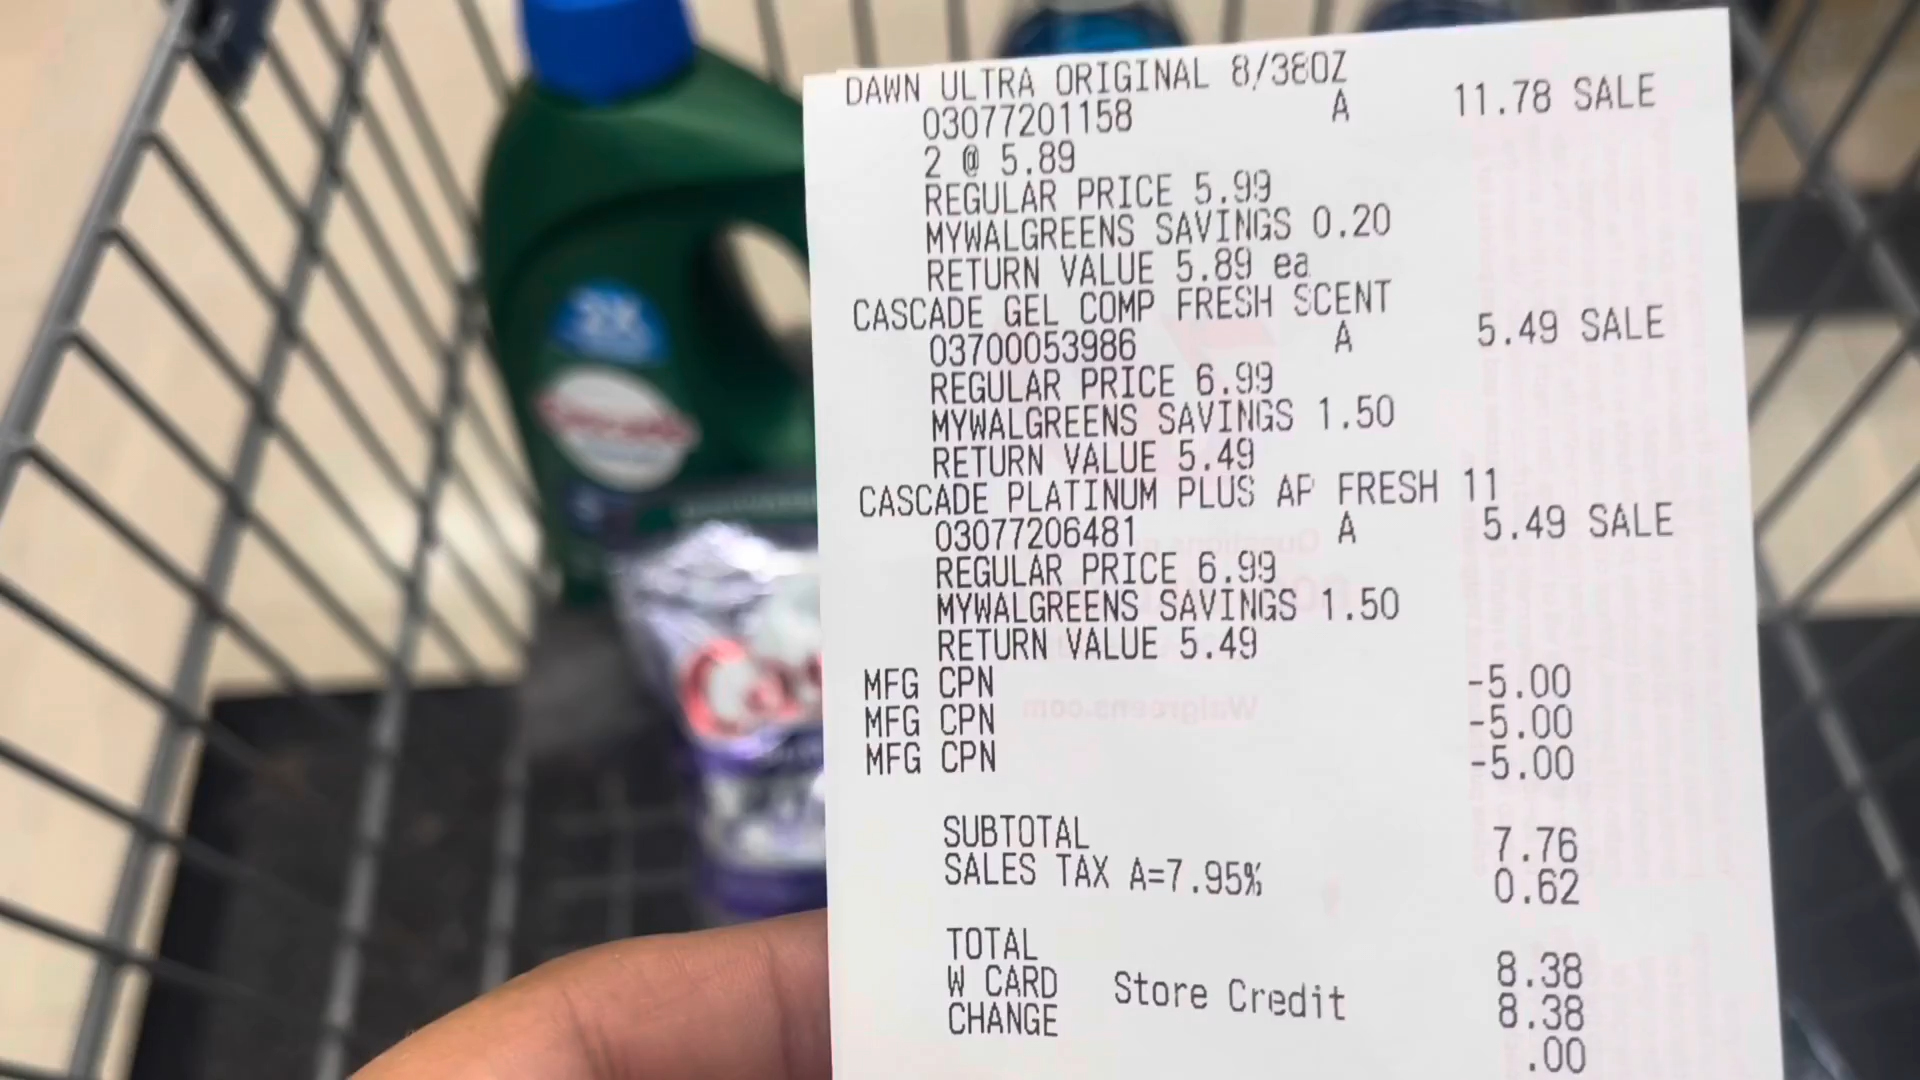 DAWN ULTRA ORIGINAL 8/38OZ
03077201158 A 11.78 SALE
2 @ 5.89
REGULAR PRICE 5.99
MYWALGREENS SAVINGS 0.20
RETURN VALUE 5.89 ea
CASCADE GEL COMP FRESH SCENT
03700053986 A 5.49 SALE
REGULAR PRICE 6.99
MYWALGREENS SAVINGS 1.50
RETURN VALUE 5.49
CASCADE PLATINUM PLUS AP FRESH 11
03077206481 A 5.49 SALE
REGULAR PRICE 6.99
MYWALGREENS SAVINGS 1.50
RETURN VALUE 5.49
MFG CPN -5.00
MFG CPN -5.00
MFG CPN -5.00
SUBTOTAL 7.76
SALES TAX A=7.95% 0.62
TOTAL 8.38
W CARD Store Credit 8.38
CHANGE .00
Walgreens.com